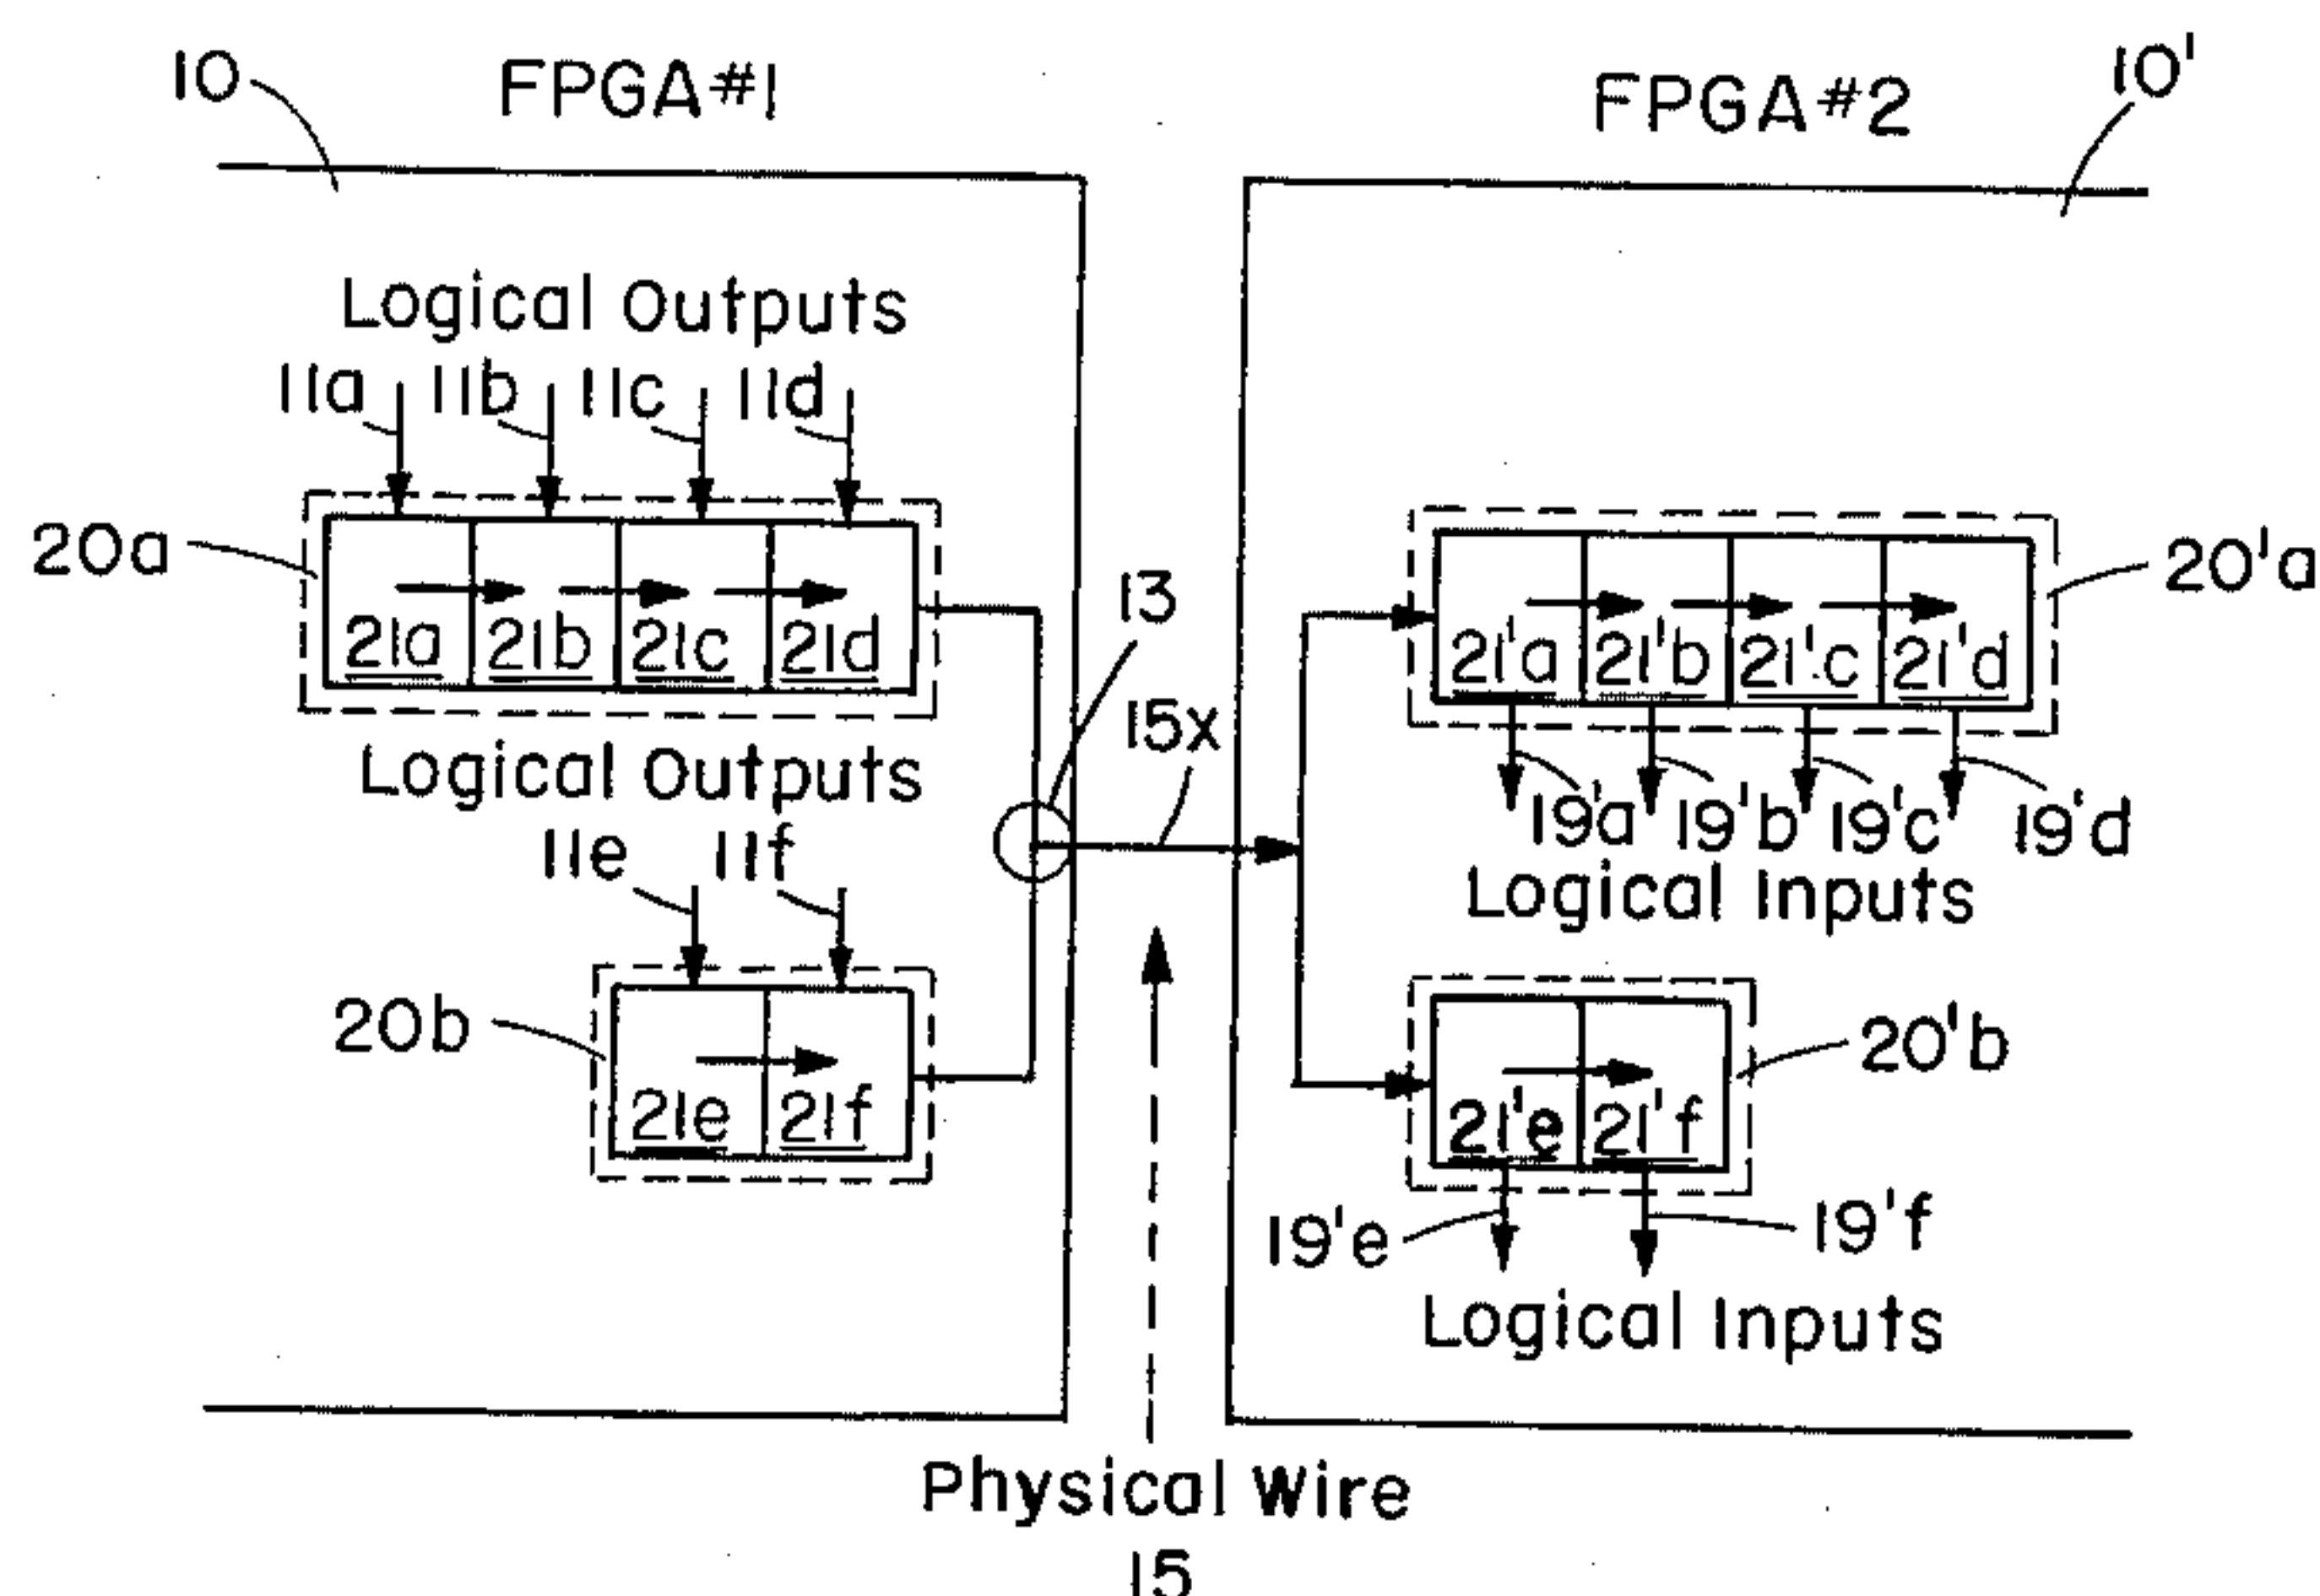 10 FPGA#1 FPGA#2 10'
Logical Outputs
11a 11b 11c 11d
20a 21a 21b 21c 21d
13
21'a 21'b 21'c 21'd 20'a
15x
Logical Outputs
11e 11f
19'a 19'b 19'c 19'd
Logical Inputs
20b 21e 21f
21'e 21'f 20'b
19'e 19'f
Logical Inputs
Physical Wire
15